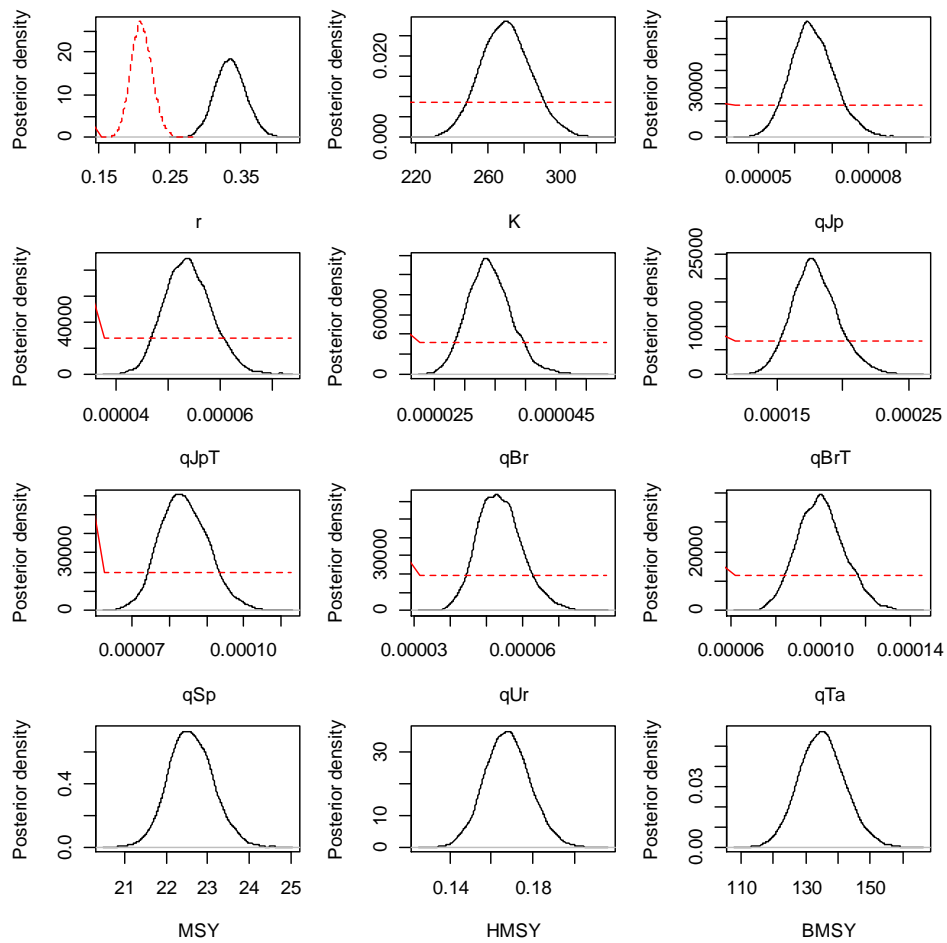 Posterior density
0 10 20
0.15 0.25 0.35
r
Posterior density
0.000 0.020
220 260 300
K
Posterior density
0 30000
0.00005 0.00008
qJp
Posterior density
0 40000
0.00004 0.00006
qJpT
Posterior density
0 60000
0.000025 0.000045
qBr
Posterior density
0 10000 25000
0.00015 0.00025
qBrT
Posterior density
0 30000
0.00007 0.00010
qSp
Posterior density
0 30000
0.00003 0.00006
qUr
Posterior density
0 20000
0.00006 0.00010 0.00014
qTa
Posterior density
0.0 0.4
21 22 23 24 25
MSY
Posterior density
0 10 30
0.14 0.18
HMSY
Posterior density
0.00 0.03
110 130 150
BMSY